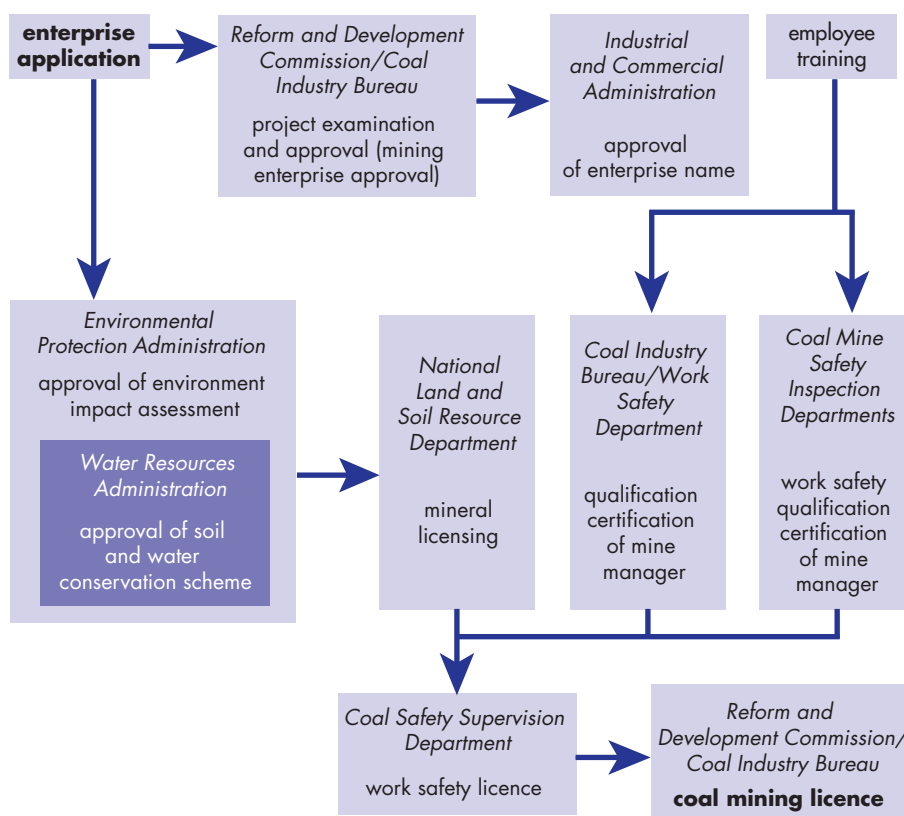 enterprise
application
Reform and Development
Commission/Coal
Industry Bureau
project examination
and approval (mining
enterprise approval)
Industrial
and Commercial
Administration
approval
of enterprise name
employee
training
Environmental
Protection Administration
approval of environment
impact assessment
Water Resources
Administration
approval of soil
and water
conservation scheme
National
Land and
Soil Resource
Department
mineral
licensing
Coal Industry
Bureau/Work
Safety
Department
qualification
certification
of mine
manager
Coal Mine
Safety
Inspection
Departments
work safety
qualification
certification
of mine
manager
Coal Safety Supervision
Department
work safety licence
Reform and
Development Commission/
Coal Industry Bureau
coal mining licence